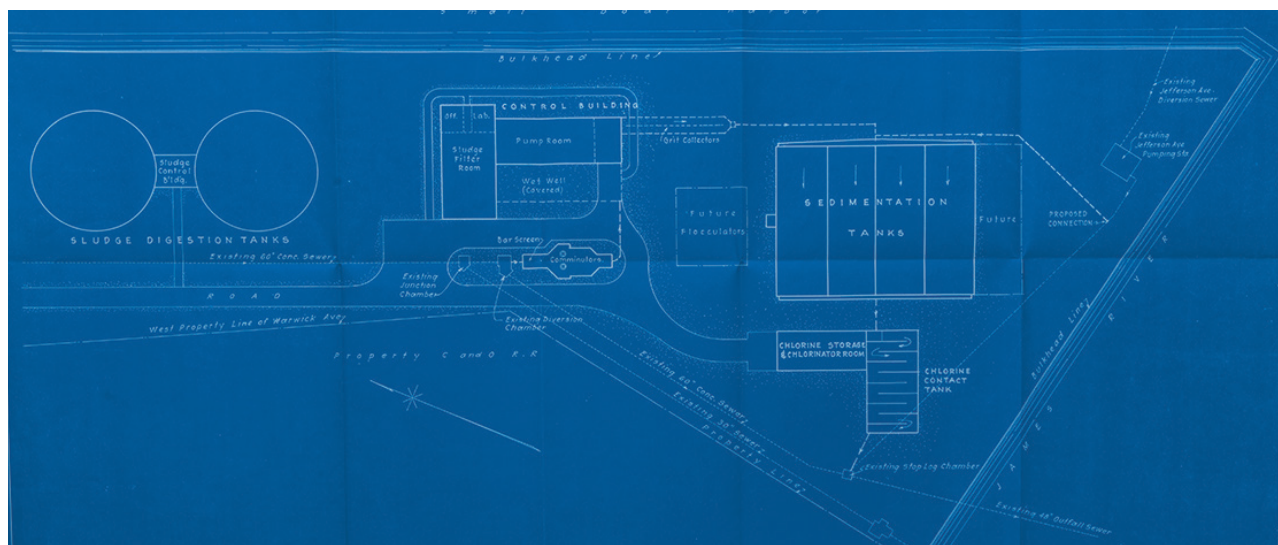 Small Boat Harbor
Bulkhead Line
Existing
Jefferson Ave.
Diversion Sewer
CONTROL BUILDING
Off.
Lab.
Pump Room
Grit Collectors
Existing
Jefferson Ave.
Pumping Sta.
Sludge
Control
B'ldg.
Sludge
Filter
Room
Wet Well
(Covered)
SEDIMENTATION
TANKS
Future
Flocculators
Future
PROPOSED
CONNECTION
SLUDGE DIGESTION TANKS
Bar Screen
Existing 60" Conc. Sewer
Comminutors
Existing
Junction
Chamber
ROAD
Existing Diversion
Chamber
West Property Line of Warwick Ave.
Property C and O R.R
CHLORINE STORAGE
& CHLORINATOR ROOM
CHLORINE
CONTACT
TANK
Bulkhead Line
JAMES RIVER
Existing 60" Conc. Sewer
Existing 30" Sewer
Property Line
Existing Stop Log Chamber
Existing 48" Outfall Sewer